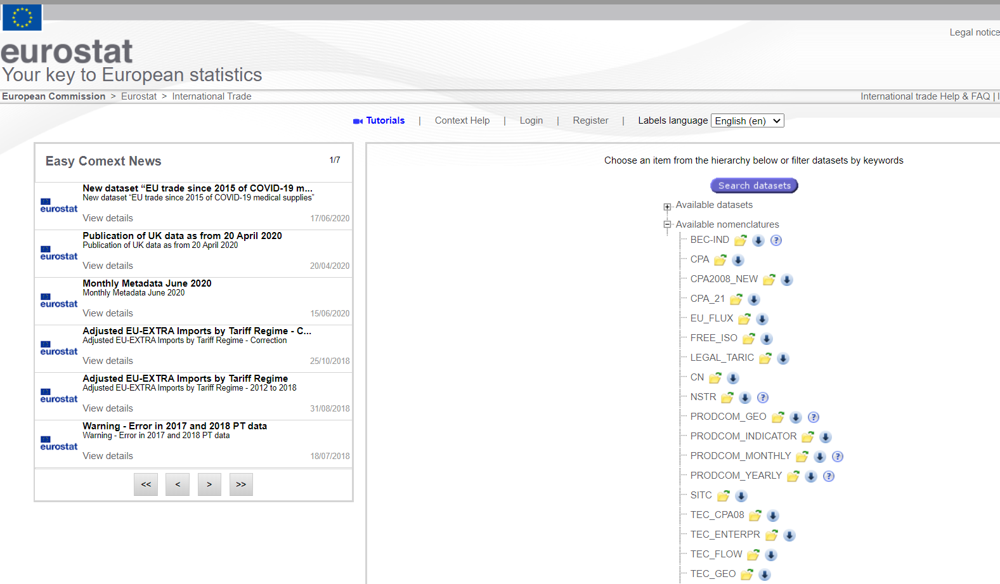 Legal notice
eurostat
Your key to European statistics
European Commission > Eurostat > International Trade
International trade Help & FAQ |
Tutorials | Context Help | Login | Register | Labels language English (en)
Easy Comext News 1/7
New dataset “EU trade since 2015 of COVID-19 m...
New dataset “EU trade since 2015 of COVID-19 medical supplies”
eurostat
View details 17/06/2020
Publication of UK data as from 20 April 2020
Publication of UK data as from 20 April 2020
eurostat
View details 20/04/2020
Monthly Metadata June 2020
Monthly Metadata June 2020
eurostat
View details 15/06/2020
Adjusted EU-EXTRA Imports by Tariff Regime - C...
Adjusted EU-EXTRA Imports by Tariff Regime - Correction
eurostat
View details 25/10/2018
Adjusted EU-EXTRA Imports by Tariff Regime
Adjusted EU-EXTRA Imports by Tariff Regime - 2012 to 2018
eurostat
View details 31/08/2018
Warning - Error in 2017 and 2018 PT data
Warning - Error in 2017 and 2018 PT data
eurostat
View details 18/07/2018
<< < > >>
Choose an item from the hierarchy below or filter datasets by keywords
Search datasets
Available datasets
Available nomenclatures
BEC-IND
CPA
CPA2008_NEW
CPA_21
EU_FLUX
FREE_ISO
LEGAL_TARIC
CN
NSTR
PRODCOM_GEO
PRODCOM_INDICATOR
PRODCOM_MONTHLY
PRODCOM_YEARLY
SITC
TEC_CPA08
TEC_ENTERPR
TEC_FLOW
TEC_GEO